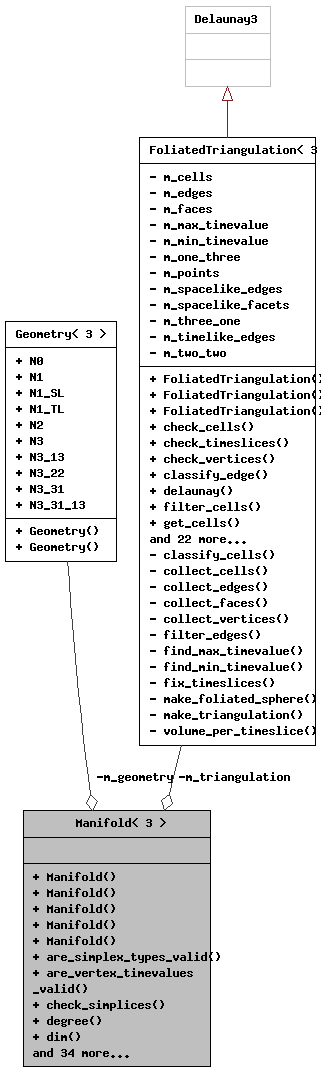 Delaunay3
FoliatedTriangulation< 3
- m_cells
- m_edges
- m_faces
- m_max_timevalue
- m_min_timevalue
- m_one_three
- m_points
- m_spacelike_edges
- m_spacelike_facets
- m_three_one
- m_timelike_edges
- m_two_two
+ FoliatedTriangulation()
+ FoliatedTriangulation()
+ FoliatedTriangulation()
+ check_cells()
+ check_timeslices()
+ check_vertices()
+ classify_edge()
+ delaunay()
+ filter_cells()
+ get_cells()
and 22 more...
- classify_cells()
- collect_cells()
- collect_edges()
- collect_faces()
- collect_vertices()
- filter_edges()
- find_max_timevalue()
- find_min_timevalue()
- fix_timeslices()
- make_foliated_sphere()
- make_triangulation()
- volume_per_timeslice()
Geometry< 3 >
+ N0
+ N1
+ N1_SL
+ N1_TL
+ N2
+ N3
+ N3_13
+ N3_22
+ N3_31
+ N3_31_13
+ Geometry()
+ Geometry()
-m_geometry
-m_triangulation
Manifold< 3 >
+ Manifold()
+ Manifold()
+ Manifold()
+ Manifold()
+ Manifold()
+ are_simplex_types_valid()
+ are_vertex_timevalues
_valid()
+ check_simplices()
+ degree()
+ dim()
and 34 more...